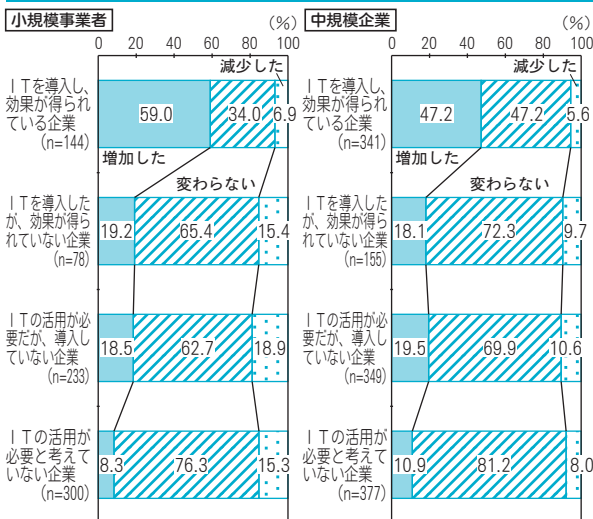 小規模事業者
(%)
0 20 40 60 80 100
減少した
ＩＴを導入し、
効果が得られ
ている企業
(n=144)
59.0 34.0 6.9
増加した
変わらない
ＩＴを導入した
が、効果が得ら
れていない企業
(n=78)
19.2 65.4 15.4
ＩＴの活用が必
要だが、導入し
ていない企業
(n=233)
18.5 62.7 18.9
ＩＴの活用が
必要と考えて
いない企業
(n=300)
8.3 76.3 15.3
中規模企業
(%)
0 20 40 60 80 100
減少した
ＩＴを導入し、
効果が得られ
ている企業
(n=341)
47.2 47.2 5.6
増加した
変わらない
ＩＴを導入した
が、効果が得ら
れていない企業
(n=155)
18.1 72.3 9.7
ＩＴの活用が必
要だが、導入し
ていない企業
(n=349)
19.5 69.9 10.6
ＩＴの活用が
必要と考えて
いない企業
(n=377)
10.9 81.2 8.0